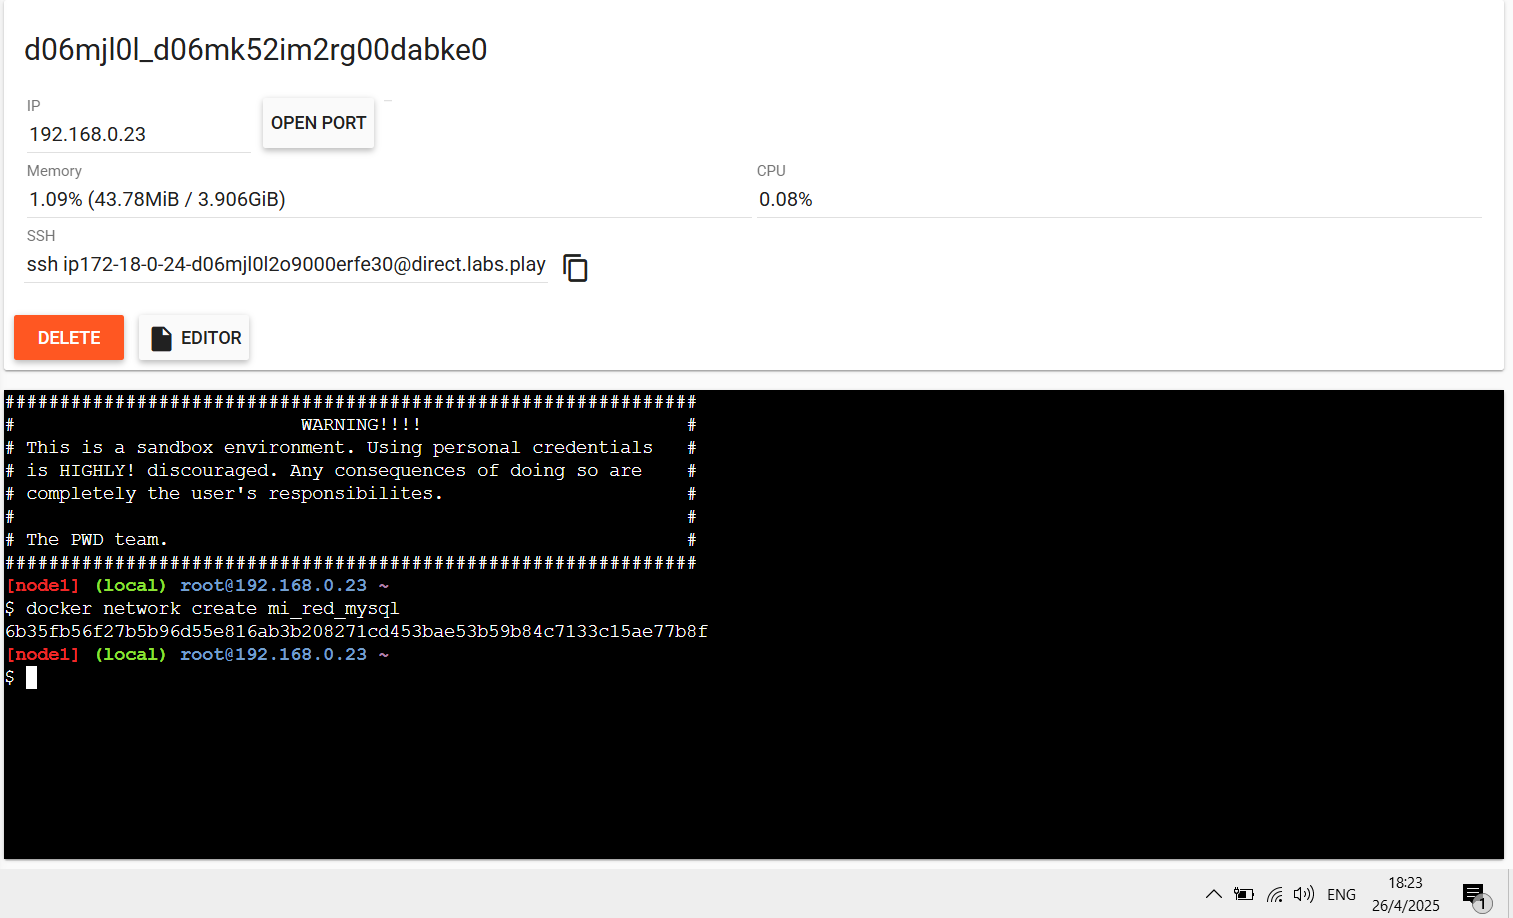 d06mjl0l_d06mk52im2rg00dabke0
IP
192.168.0.23
OPEN PORT
Memory
1.09% (43.78MiB / 3.906GiB)
CPU
0.08%
SSH
ssh ip172-18-0-24-d06mjl0l2o9000erfe30@direct.labs.play
DELETE
EDITOR
###############################################################
# WARNING!!!! #
# This is a sandbox environment. Using personal credentials #
# is HIGHLY! discouraged. Any consequences of doing so are #
# completely the user's responsibilites. #
# #
# The PWD team. #
###############################################################
[node1] (local) root@192.168.0.23 ~
$ docker network create mi_red_mysql
6b35fb56f27b5b96d55e816ab3b208271cd453bae53b59b84c7133c15ae77b8f
[node1] (local) root@192.168.0.23 ~
$
ENG
18:23
26/4/2025
1